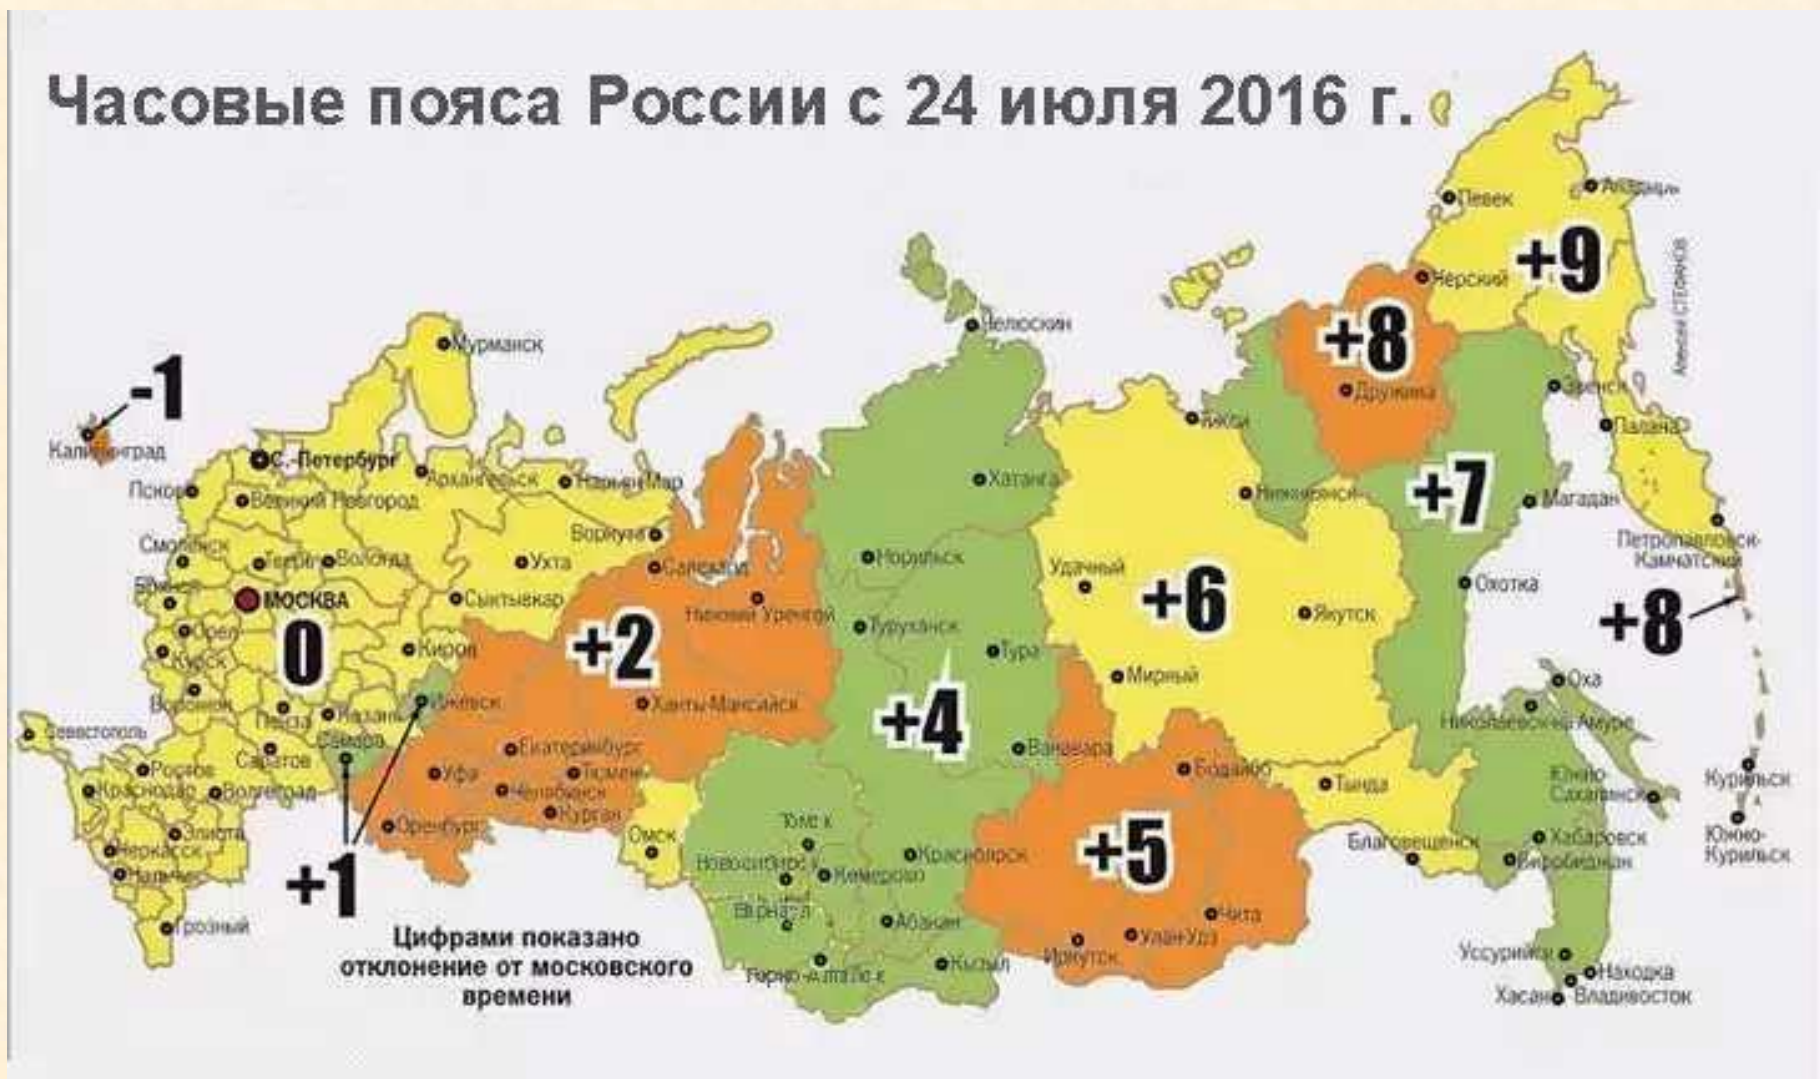 Часовые пояса России с 24 июля 2016 г.
Певек
Анадырь
+9
Черский
Алексей СТЕФАНОВ
Челюскин
+8
Мурманск
-1
Дружина
Калининград
С.-Петербург
Архангельск
Нарьян-Мар
Хатанга
Тикси
Палана
Псков
Великий Новгород
+7
Магадан
Воркута
Смоленск
Вологда
Ухта
Салехард
Норильск
Удачный
Петропавловск-
Камчатский
МОСКВА
Сыктывкар
Нижний Уренгой
+6
Якутск
Охотка
+8
Орел
0
Киров
+2
Туруханск
Тура
Курск
Мирный
Оха
Воронеж
Пенза
Казань
Ижевск
Ханты-Мансийск
+4
Николаевск-на Амуре
Севастополь
Самара
Екатеринбург
Ванавара
Саратов
Ростов
Уфа
Тюмень
Бодайбо
Тында
Южно-
Сахалинск
Курильск
Краснодар
Волгоград
Челябинск
Курган
Оренбург
Омск
Томск
Элиста
Черкасск
Нальчик
+1
Новосибирск
Кемерово
Красноярск
+5
Благовещенск
Хабаровск
Биробиджан
Южно-
Курильск
Барнаул
Абакан
Чита
Грозный
Улан-Удэ
Иркутск
Цифрами показано
отклонение от московского
времени
Горно-Алтайск
Кызыл
Уссурийск
Находка
Хасан
Владивосток